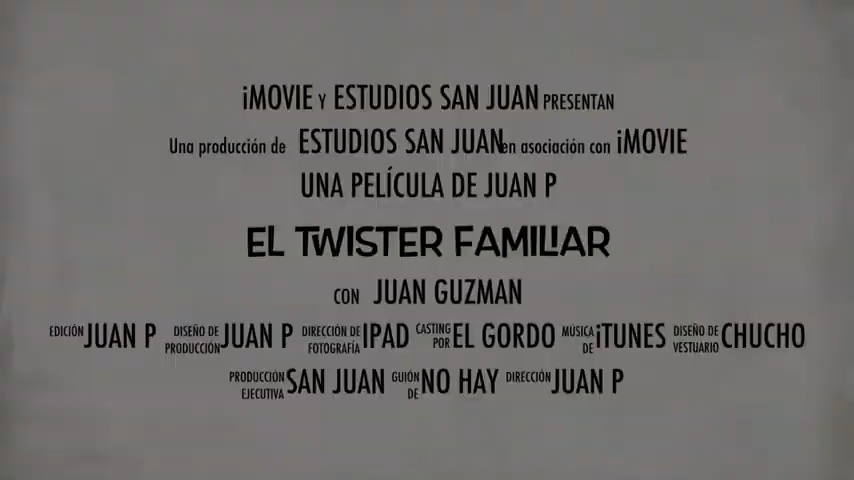 iMOVIE Y ESTUDIOS SAN JUAN PRESENTAN
Una producción de ESTUDIOS SAN JUAN en asociación con iMOVIE
UNA PELÍCULA DE JUAN P
EL TWISTER FAMILIAR
CON JUAN GUZMAN
EDICIÓN JUAN P DISEÑO DE PRODUCCIÓN JUAN P DIRECCIÓN DE FOTOGRAFÍA IPAD CASTING POR EL GORDO MÚSICA DE iTUNES DISEÑO DE VESTUARIO CHUCHO
PRODUCCIÓN EJECUTIVA SAN JUAN GUIÓN DE NO HAY DIRECCIÓN JUAN P